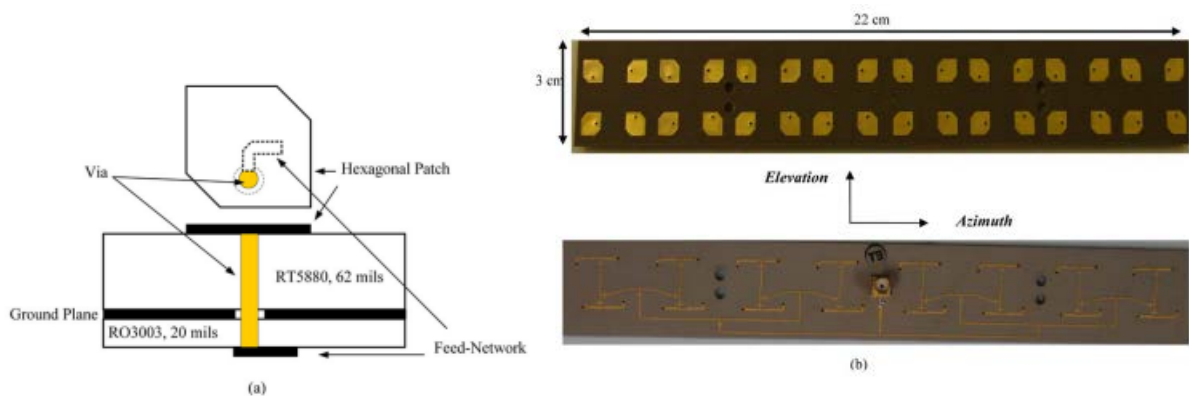 Via
Hexagonal Patch
RT5880, 62 mils
Ground Plane
RO3003, 20 mils
Feed-Network
(a)
22 cm
3 cm
Elevation
Azimuth
(b)